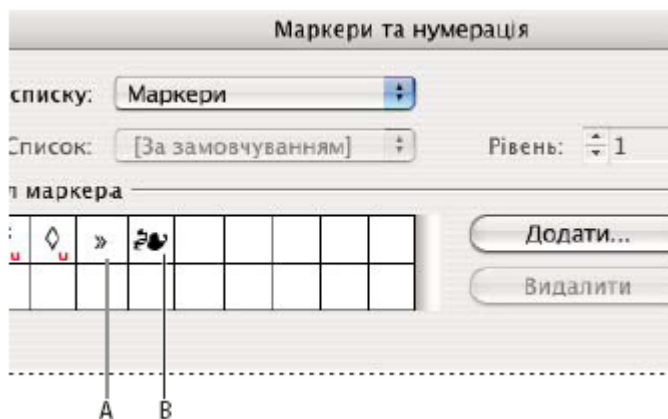 Маркери та нумерація
списку: Маркери
Список: [За замовчуванням] Рівень: 1
л маркера
◊u » Додати...
Видалити
A B